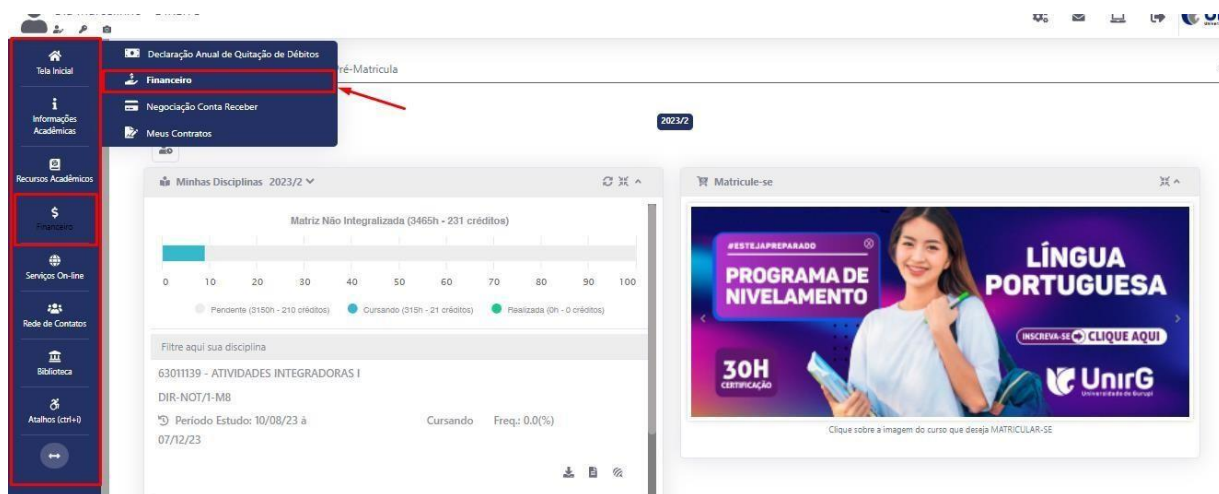 Tela Inicial
Informações
Acadêmicas
Recursos Acadêmicos
$
Financeiro
Serviços On-line
Rede de Contatos
Biblioteca
Atalhos (ctrl+i)
Declaração Anual de Quitação de Débitos
Financeiro
Negociação Conta Receber
Meus Contratos
ré-Matricula
2023/2
Minhas Disciplinas 2023/2
Matriz Não Integralizada (3465h - 231 créditos)
0 10 20 30 40 50 60 70 80 90 100
Pendente (3150h - 210 créditos) Cursando (315h - 21 créditos) Realizada (0h - 0 créditos)
Filtre aqui sua disciplina
63011139 - ATIVIDADES INTEGRADORAS I
DIR-NOT/1-M8
Período Estudo: 10/08/23 à Cursando Freq.: 0.0(%)
07/12/23
Matricule-se
#ESTEJAPREPARADO
PROGRAMA DE
NIVELAMENTO
30H
CERTIFICAÇÃO
LÍNGUA
PORTUGUESA
INSCREVA-SE CLIQUE AQUI
UnirG
Universidade de Gurupi
Clique sobre a imagem do curso que deseja MATRICULAR-SE